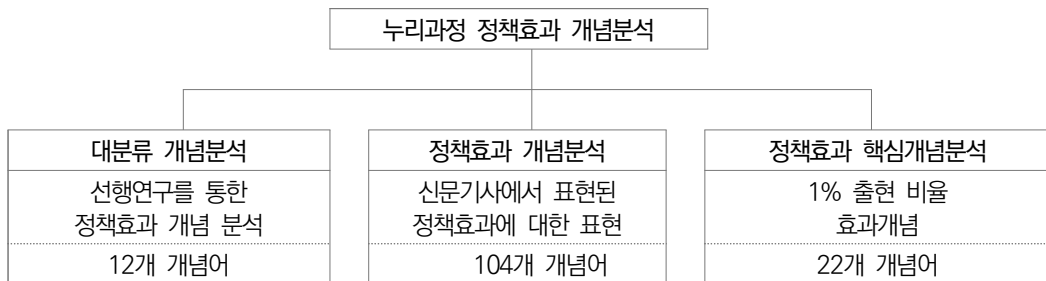 누리과정 정책효과 개념분석
대분류 개념분석
선행연구를 통한
정책효과 개념 분석
12개 개념어
정책효과 개념분석
신문기사에서 표현된
정책효과에 대한 표현
104개 개념어
정책효과 핵심개념분석
1% 출현 비율
효과개념
22개 개념어